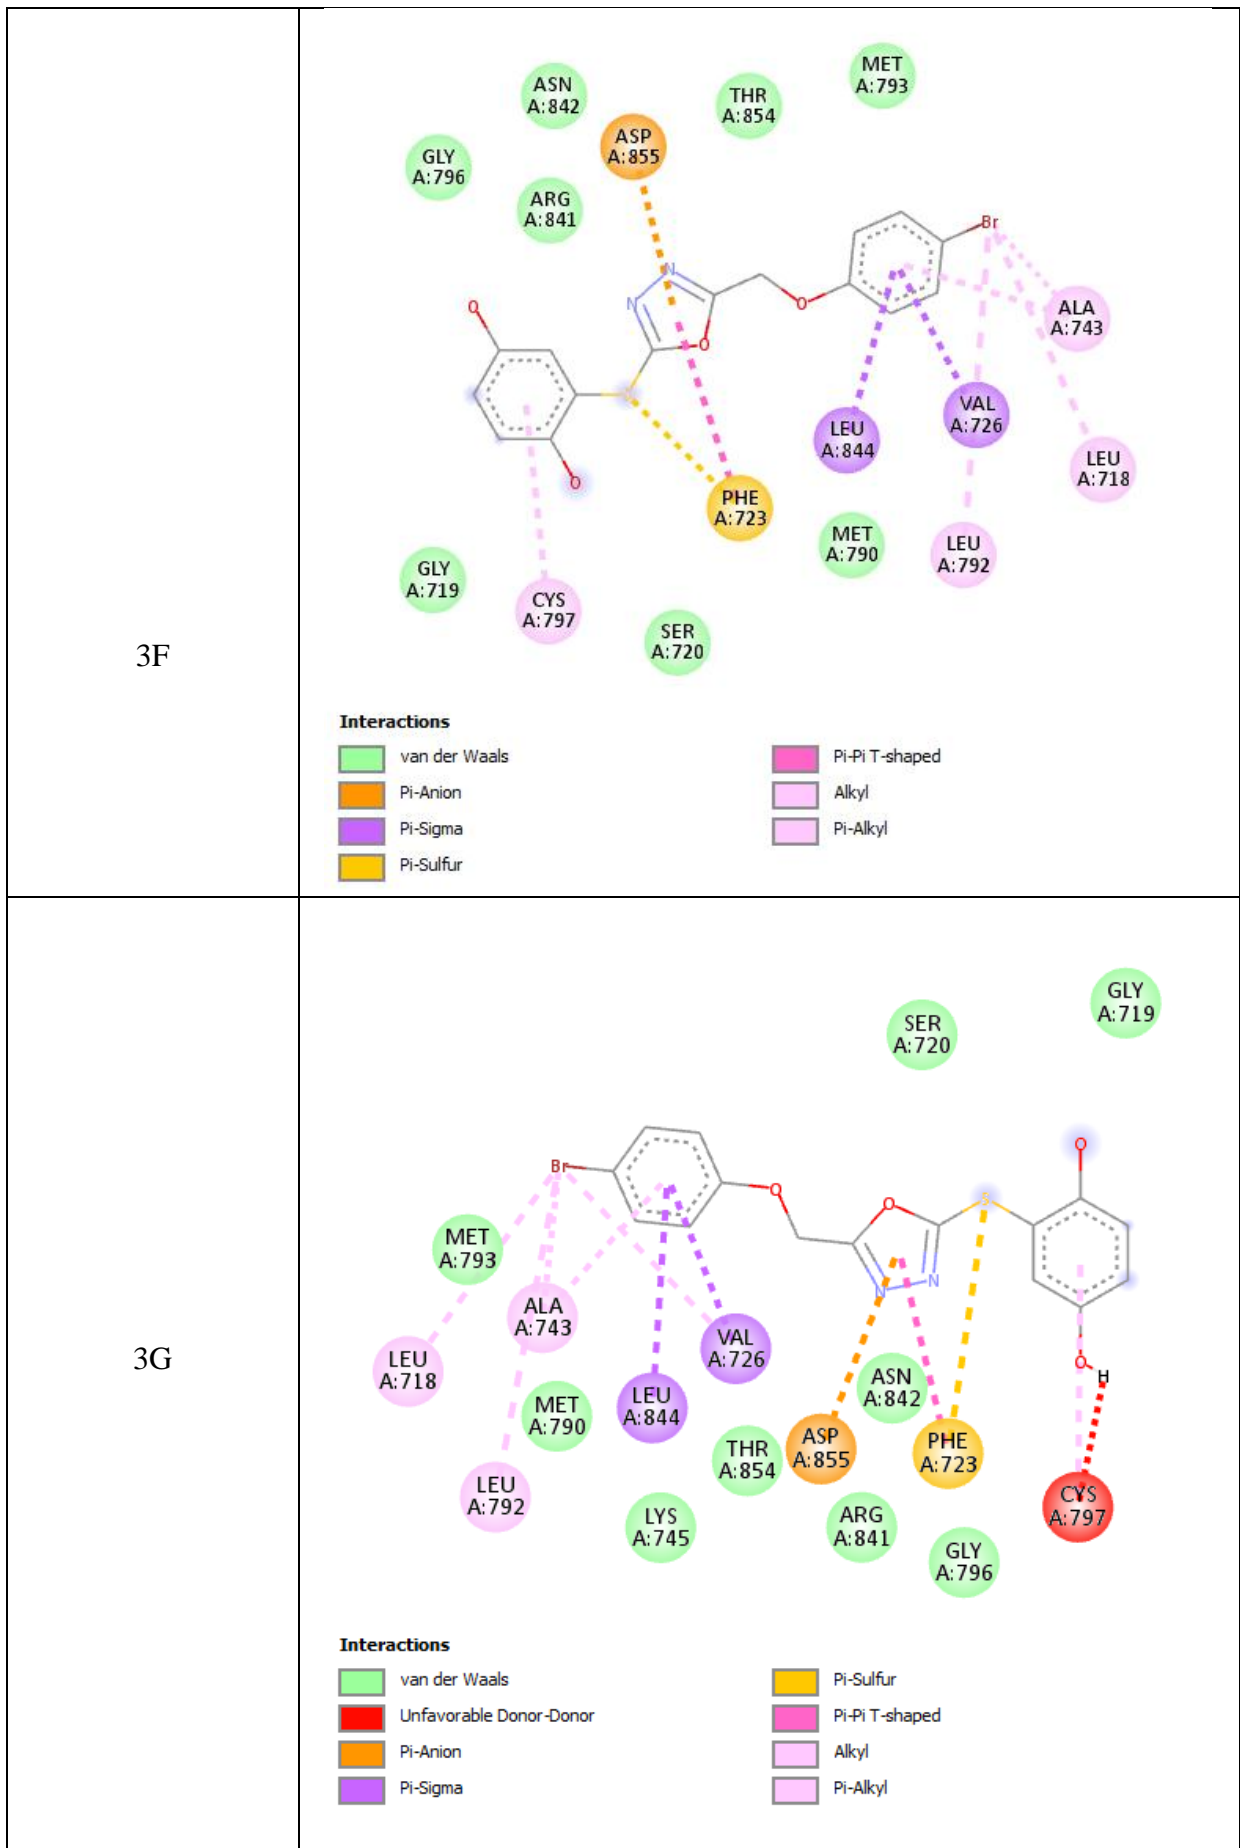 3F
MET
A:793
ASN
A:842
THR
A:854
ASP
A:855
GLY
A:796
ARG
A:841
Br
N
N
O
O
O
ALA
A:743
S
VAL
A:726
LEU
A:844
LEU
A:718
O
PHE
A:723
MET
A:790
LEU
A:792
GLY
A:719
CYS
A:797
SER
A:720
Interactions
van der Waals
Pi-Anion
Pi-Sigma
Pi-Sulfur
Pi-Pi T-shaped
Alkyl
Pi-Alkyl
3G
GLY
A:719
SER
A:720
O
Br
O
O
S
MET
A:793
N
N
ALA
A:743
VAL
A:726
LEU
A:718
O
H
ASN
A:842
LEU
A:844
MET
A:790
ASP
A:855
PHE
A:723
THR
A:854
LEU
A:792
CYS
A:797
LYS
A:745
ARG
A:841
GLY
A:796
Interactions
van der Waals
Unfavorable Donor-Donor
Pi-Anion
Pi-Sigma
Pi-Sulfur
Pi-Pi T-shaped
Alkyl
Pi-Alkyl